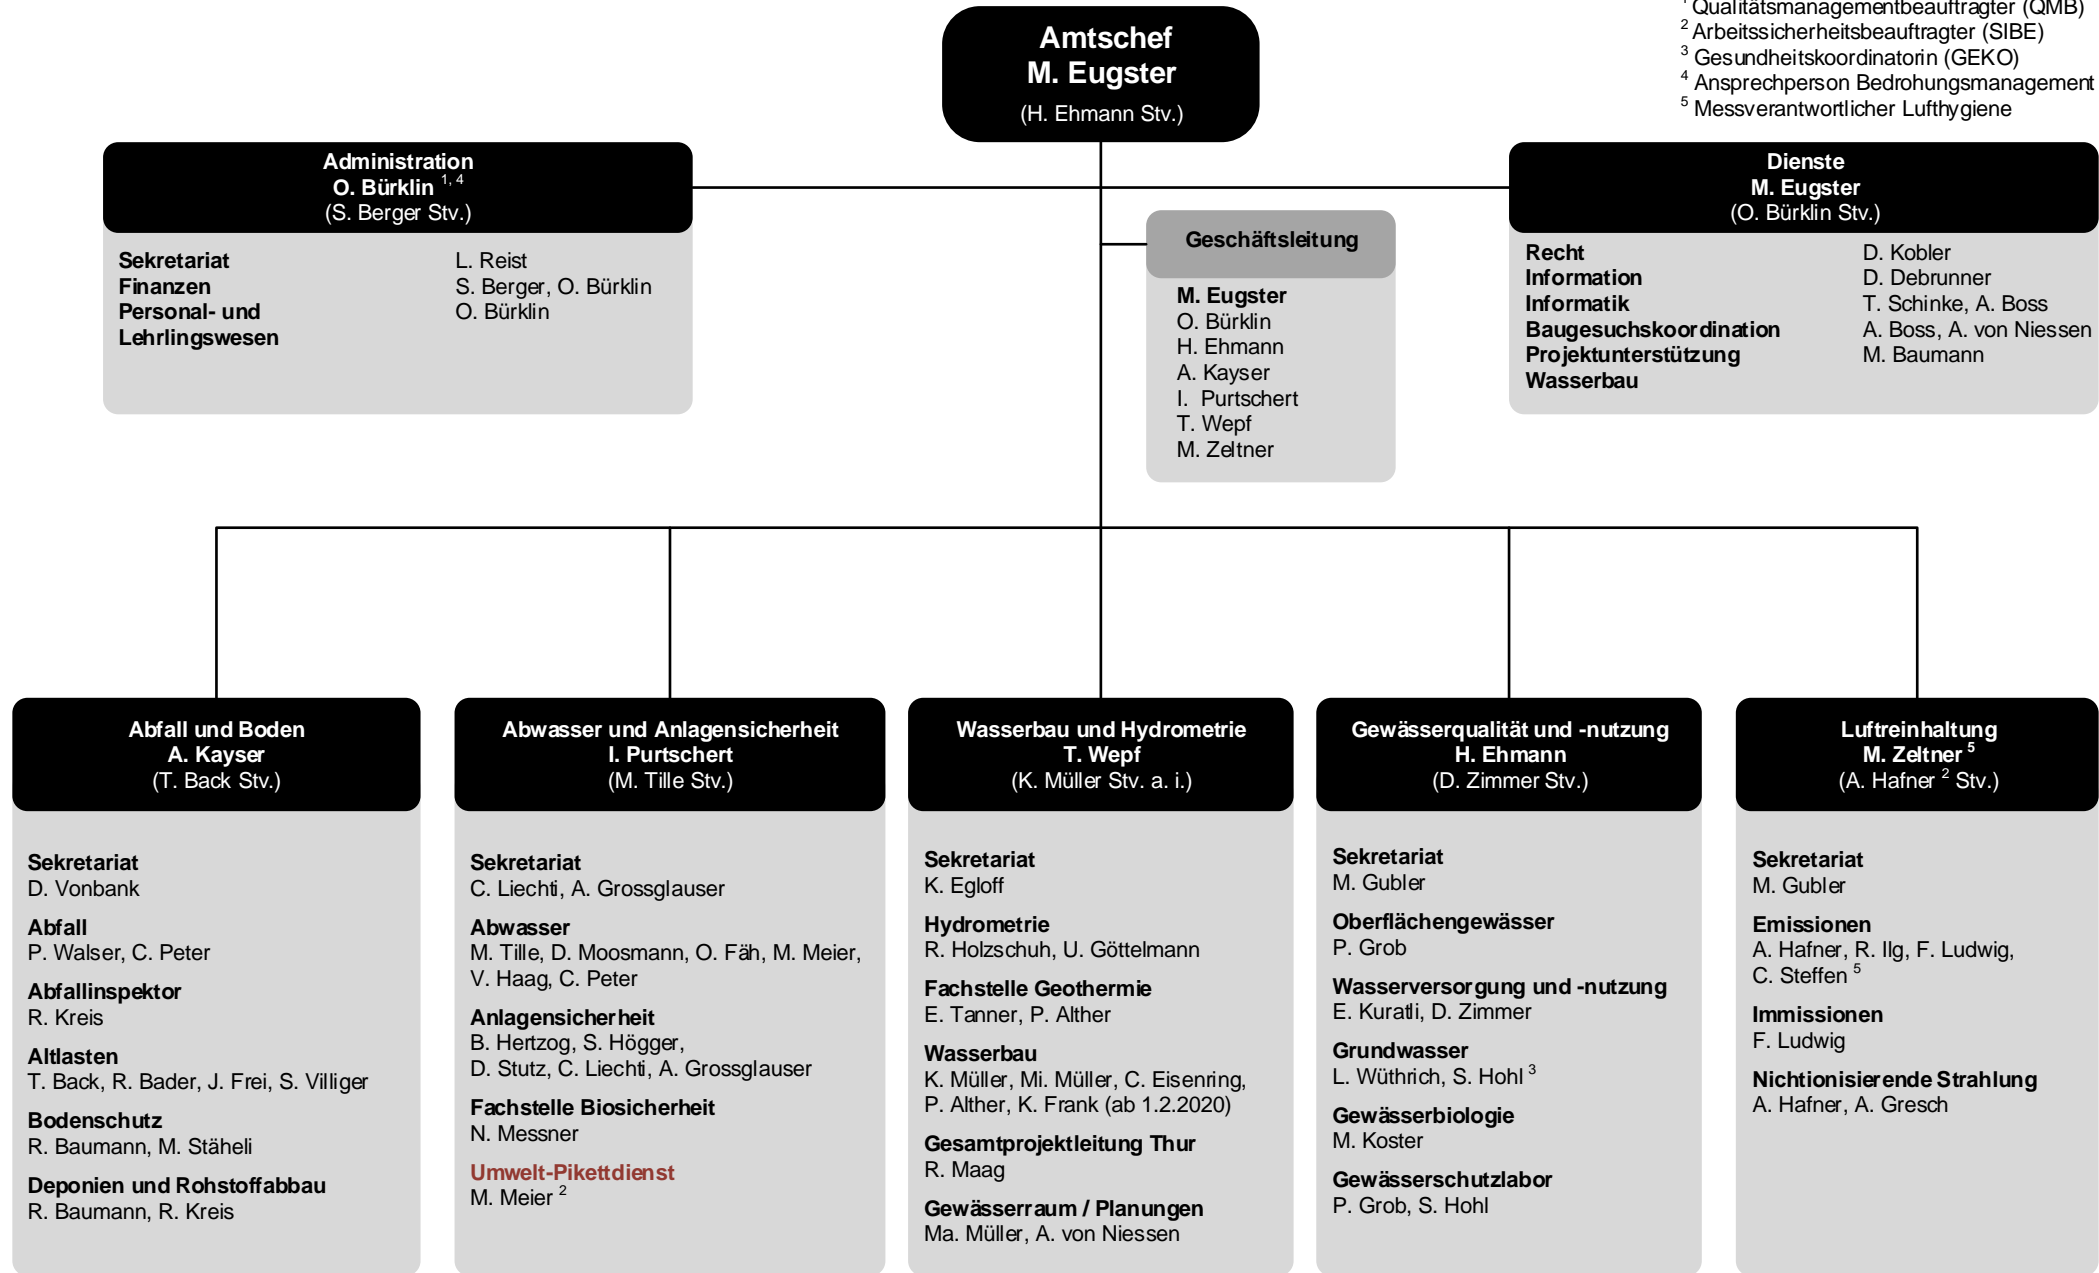 ¹ Qualitätsmanagementbeauftragter (QMB)
² Arbeitssicherheitsbeauftragter (SIBE)
³ Gesundheitskoordinatorin (GEKO)
⁴ Ansprechperson Bedrohungsmanagement
⁵ Messverantwortlicher Lufthygiene
Amtschef
M. Eugster
(H. Ehmann Stv.)
Administration
O. Bürklin ¹, ⁴
(S. Berger Stv.)
Sekretariat L. Reist
Finanzen S. Berger, O. Bürklin
Personal- und O. Bürklin
Lehrlingswesen
Geschäftsleitung
M. Eugster
O. Bürklin
H. Ehmann
A. Kayser
I. Purtschert
T. Wepf
M. Zeltner
Dienste
M. Eugster
(O. Bürklin Stv.)
Recht D. Kobler
Information D. Debrunner
Informatik T. Schinke, A. Boss
Baugesuchskoordination A. Boss, A. von Niessen
Projektunterstützung M. Baumann
Wasserbau
Abfall und Boden
A. Kayser
(T. Back Stv.)
Sekretariat
D. Vonbank
Abfall
P. Walser, C. Peter
Abfallinspektor
R. Kreis
Altlasten
T. Back, R. Bader, J. Frei, S. Villiger
Bodenschutz
R. Baumann, M. Stäheli
Deponien und Rohstoffabbau
R. Baumann, R. Kreis
Abwasser und Anlagensicherheit
I. Purtschert
(M. Tille Stv.)
Sekretariat
C. Liechti, A. Grossglauser
Abwasser
M. Tille, D. Moosmann, O. Fäh, M. Meier,
V. Haag, C. Peter
Anlagensicherheit
B. Hertzog, S. Högger,
D. Stutz, C. Liechti, A. Grossglauser
Fachstelle Biosicherheit
N. Messner
Umwelt-Pikettdienst
M. Meier ²
Wasserbau und Hydrometrie
T. Wepf
(K. Müller Stv. a. i.)
Sekretariat
K. Egloff
Hydrometrie
R. Holzschuh, U. Göttelmann
Fachstelle Geothermie
E. Tanner, P. Alther
Wasserbau
K. Müller, Mi. Müller, C. Eisenring,
P. Alther, K. Frank (ab 1.2.2020)
Gesamtprojektleitung Thur
R. Maag
Gewässerraum / Planungen
Ma. Müller, A. von Niessen
Gewässerqualität und -nutzung
H. Ehmann
(D. Zimmer Stv.)
Sekretariat
M. Gubler
Oberflächengewässer
P. Grob
Wasserversorgung und -nutzung
E. Kuratli, D. Zimmer
Grundwasser
L. Wüthrich, S. Hohl ³
Gewässerbiologie
M. Koster
Gewässerschutzlabor
P. Grob, S. Hohl
Luftreinhaltung
M. Zeltner ⁵
(A. Hafner ² Stv.)
Sekretariat
M. Gubler
Emissionen
A. Hafner, R. Ilg, F. Ludwig,
C. Steffen ⁵
Immissionen
F. Ludwig
Nichtionisierende Strahlung
A. Hafner, A. Gresch